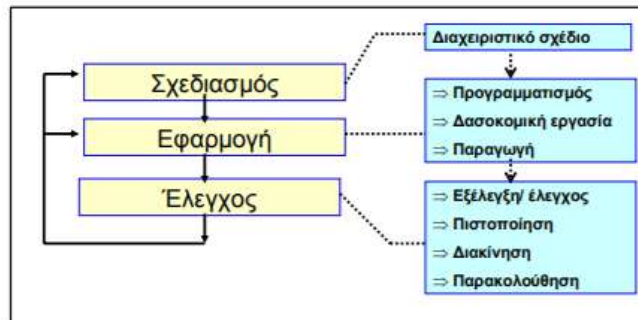 Διαχειριστικό σχέδιο
Σχεδιασμός
⇒ Προγραμματισμός
⇒ Δασοκομική εργασία
⇒ Παραγωγή
Εφαρμογή
Έλεγχος
⇒ Εξέλεγξη/ έλεγχος
⇒ Πιστοποίηση
⇒ Διακίνηση
⇒ Παρακολούθηση